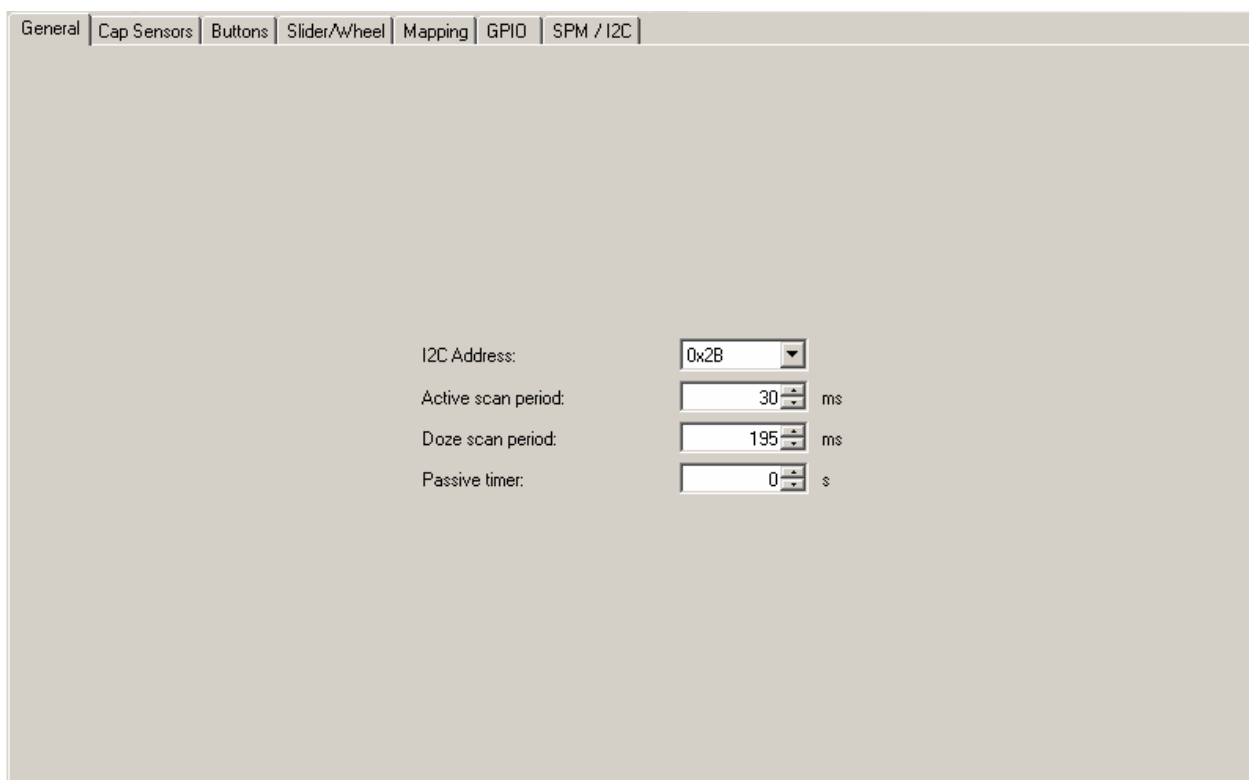 General Cap Sensors Buttons Slider/Wheel Mapping GPIO SPM / I2C
I2C Address: 0x2B
Active scan period: 30 ms
Doze scan period: 195 ms
Passive timer: 0 s